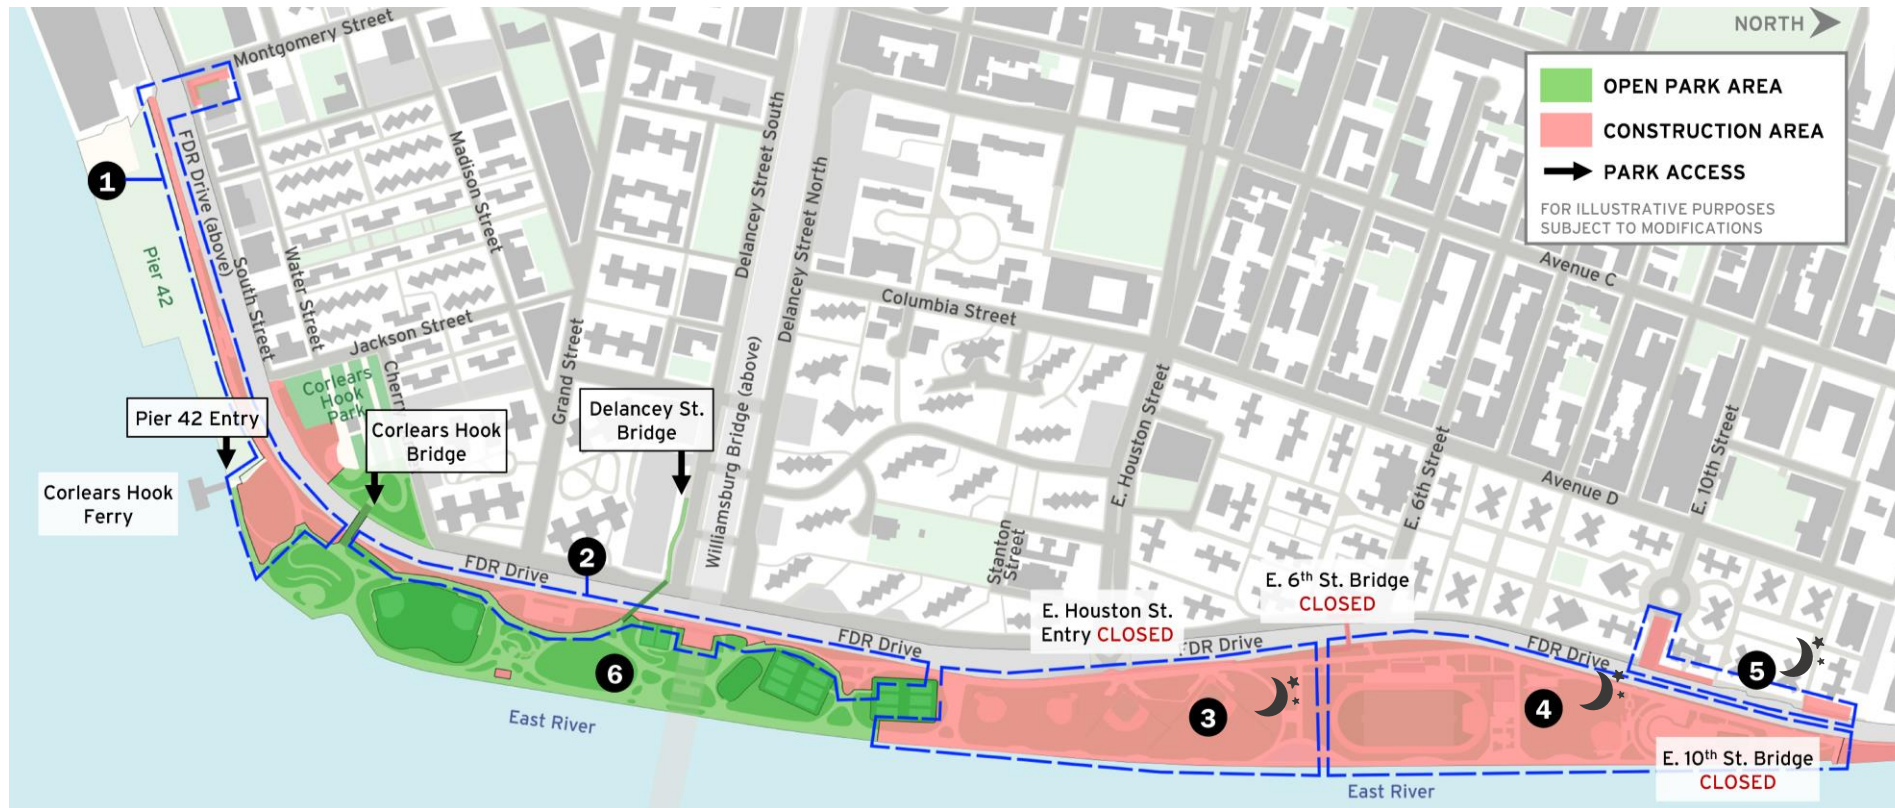 NORTH
OPEN PARK AREA
CONSTRUCTION AREA
PARK ACCESS
FOR ILLUSTRATIVE PURPOSES
SUBJECT TO MODIFICATIONS
Montgomery Street
1
FDR Drive (above)
Pier 42
South Street
Water Street
Madison Street
Jackson Street
Corlears
Hook
Park
Grand Street
Delancey Street South
Delancey Street North
Williamsburg Bridge (above)
Columbia Street
E. Houston Street
Stanton
Street
E. 6th Street
E. 10th Street
Avenue C
Avenue D
Pier 42 Entry
Corlears Hook
Bridge
Delancey St.
Bridge
Corlears Hook
Ferry
2
FDR Drive
FDR Drive
E. Houston St.
Entry CLOSED
FDR Drive
E. 6th St. Bridge
CLOSED
FDR Drive
5
6
3
4
East River
E. 10th St. Bridge
CLOSED
East River